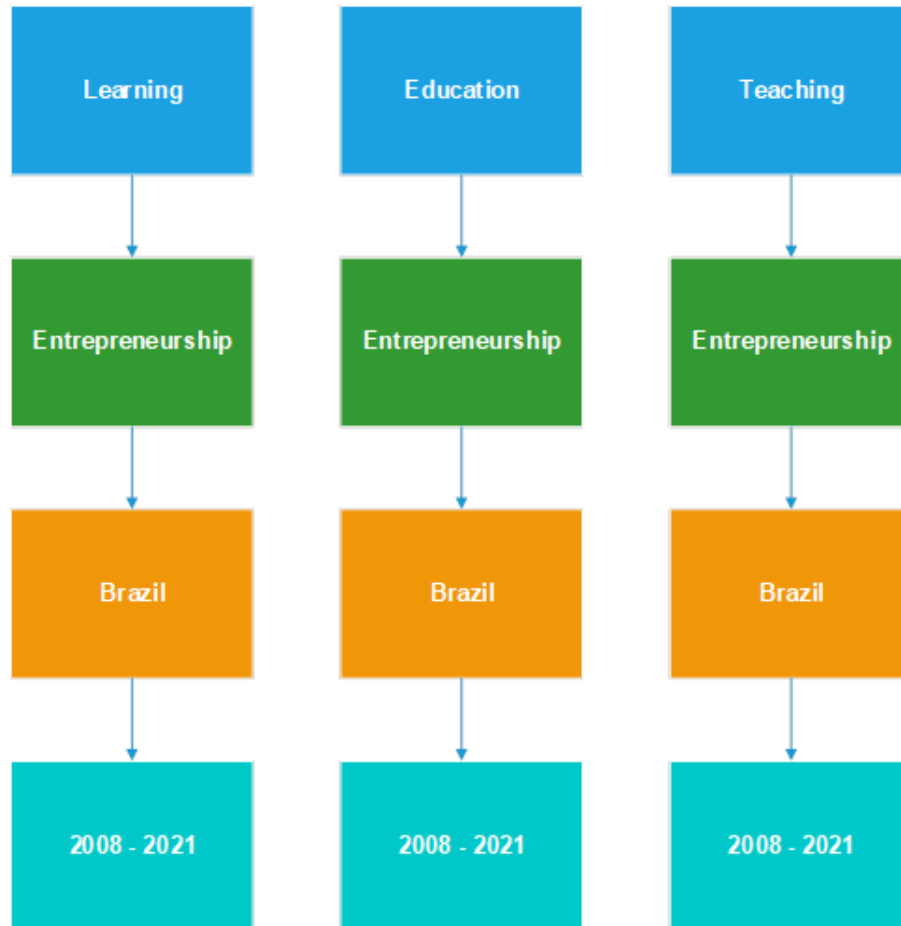 Learning
Education
Teaching
Entrepreneurship
Entrepreneurship
Entrepreneurship
Brazil
Brazil
Brazil
2008 - 2021
2008 - 2021
2008 - 2021